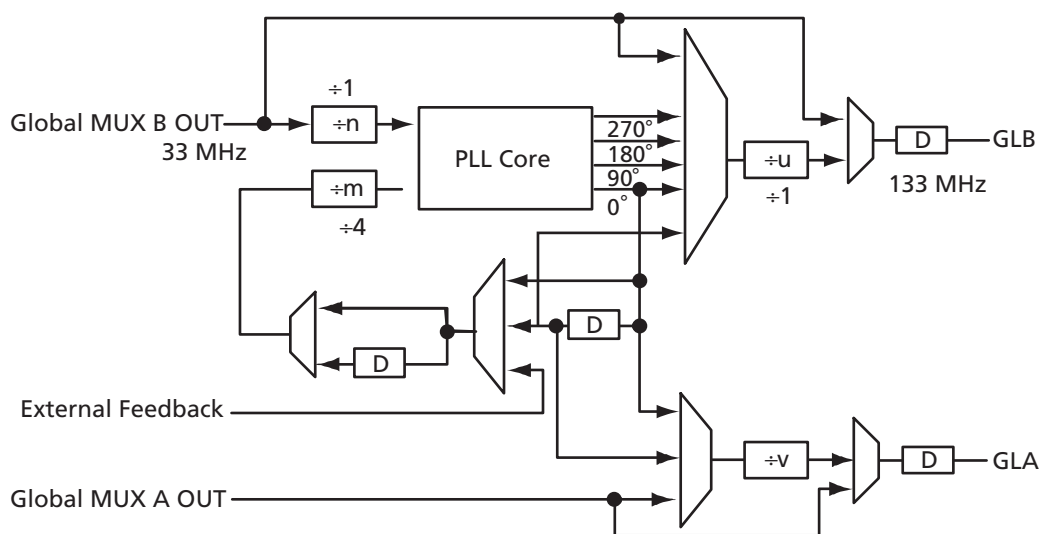 ÷1
Global MUX B OUT
÷n
33 MHz
PLL Core
270°
180°
90°
0°
÷u
÷1
D
GLB
133 MHz
÷m
÷4
D
D
External Feedback
÷v
D
GLA
Global MUX A OUT